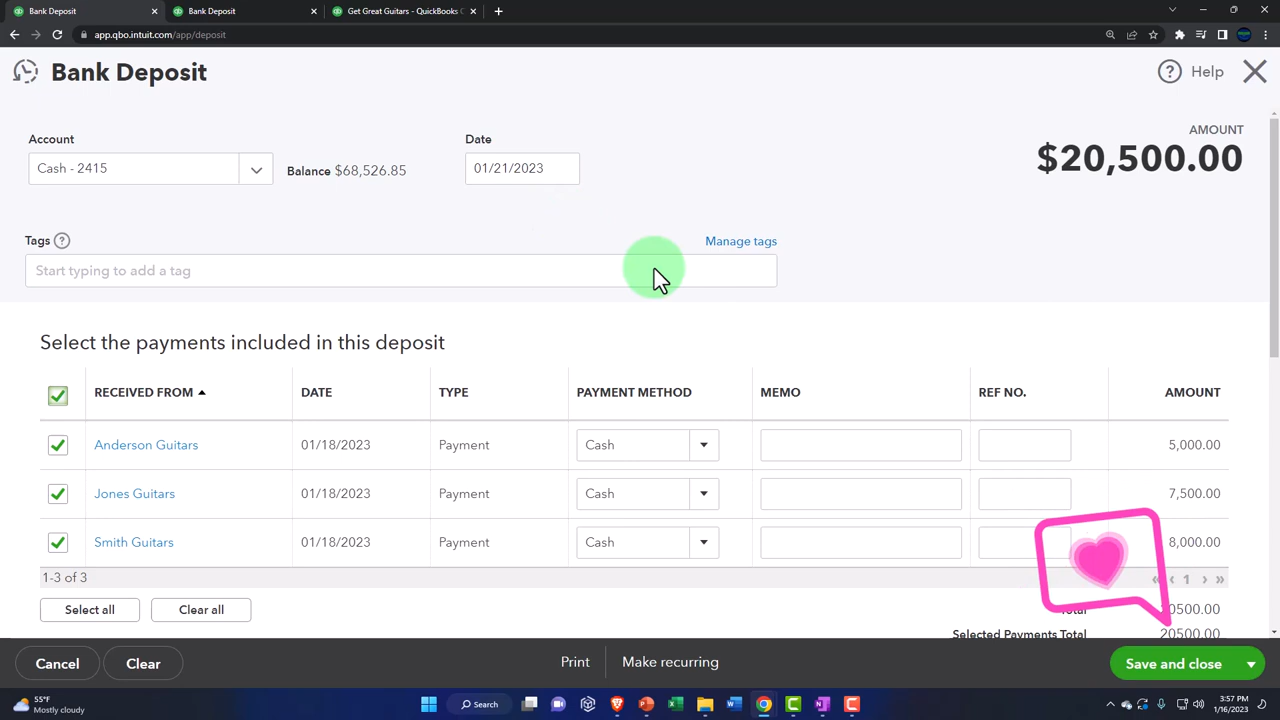 Bank Deposit
Bank Deposit
Get Great Guitars - QuickBooks C
app.qbo.intuit.com/app/deposit
Bank Deposit
Help
Account
Date
AMOUNT
Cash - 2415
Balance $68,526.85
01/21/2023
$20,500.00
Tags
Manage tags
Start typing to add a tag
Select the payments included in this deposit
RECEIVED FROM DATE TYPE PAYMENT METHOD MEMO REF NO. AMOUNT
Anderson Guitars 01/18/2023 Payment Cash 5,000.00
Jones Guitars 01/18/2023 Payment Cash 7,500.00
Smith Guitars 01/18/2023 Payment Cash 8,000.00
1-3 of 3
« ‹ 1 › »
Select all
Clear all
Total
Selected Payments Total 20500.00
Cancel
Clear
Print
Make recurring
Save and close
55°F
Mostly cloudy
Search
3:57 PM
1/16/2023